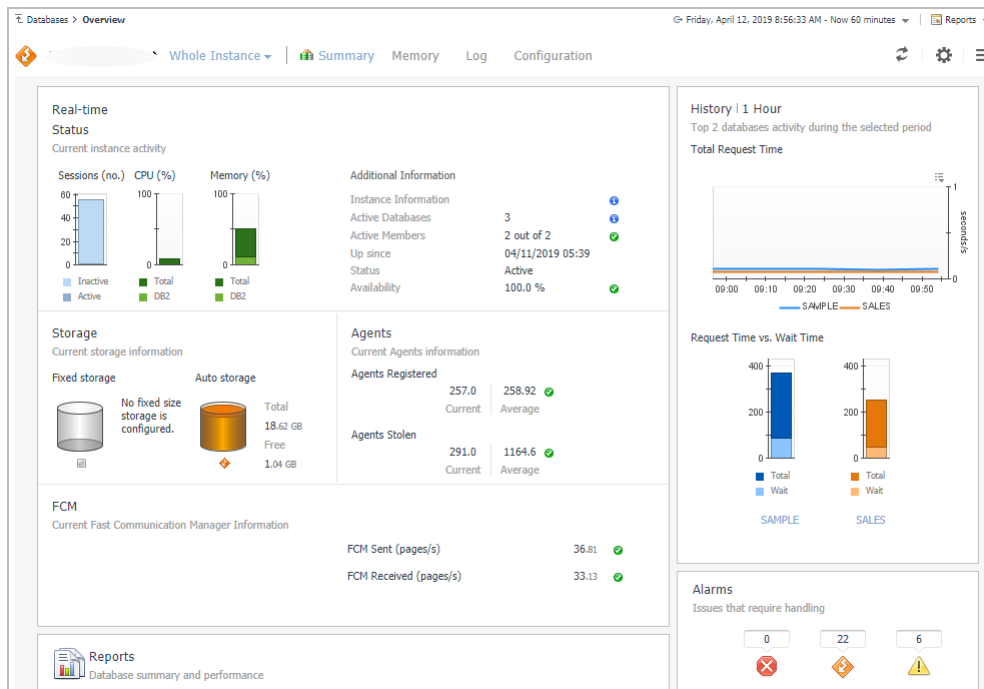 Databases > Overview
Friday, April 12, 2019 8:56:33 AM - Now 60 minutes
Reports
Whole Instance
Summary
Memory
Log
Configuration
Real-time
Status
Current instance activity
Sessions (no.)
60
40
20
0
Inactive
Active
CPU (%)
100
0
Total
DB2
Memory (%)
100
0
Total
DB2
Additional Information
Instance Information
Active Databases 3
Active Members 2 out of 2
Up since 04/11/2019 05:39
Status Active
Availability 100.0 %
Storage
Current storage information
Fixed storage
No fixed size
storage is
configured.
Auto storage
Total
18.62 GB
Free
1.04 GB
Agents
Current Agents information
Agents Registered
257.0 258.92
Current Average
Agents Stolen
291.0 1164.6
Current Average
FCM
Current Fast Communication Manager Information
FCM Sent (pages/s) 36.81
FCM Received (pages/s) 33.13
Reports
Database summary and performance
History | 1 Hour
Top 2 databases activity during the selected period
Total Request Time
1
seconds/s
0
09:00 09:10 09:20 09:30 09:40 09:50
SAMPLE SALES
Request Time vs. Wait Time
400
200
0
Total
Wait
SAMPLE
400
200
0
Total
Wait
SALES
Alarms
Issues that require handling
0 22 6